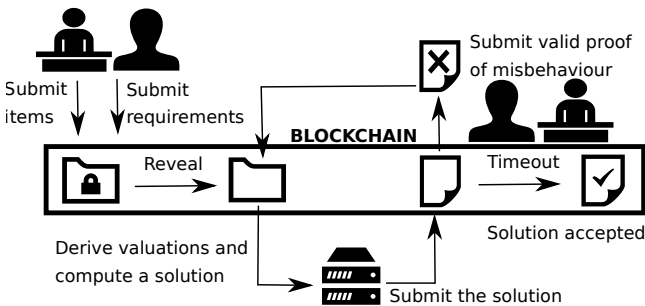 Submit
items
Submit
requirements
Submit valid proof
of misbehaviour
BLOCKCHAIN
Reveal
Timeout
Solution accepted
Derive valuations and
compute a solution
Submit the solution